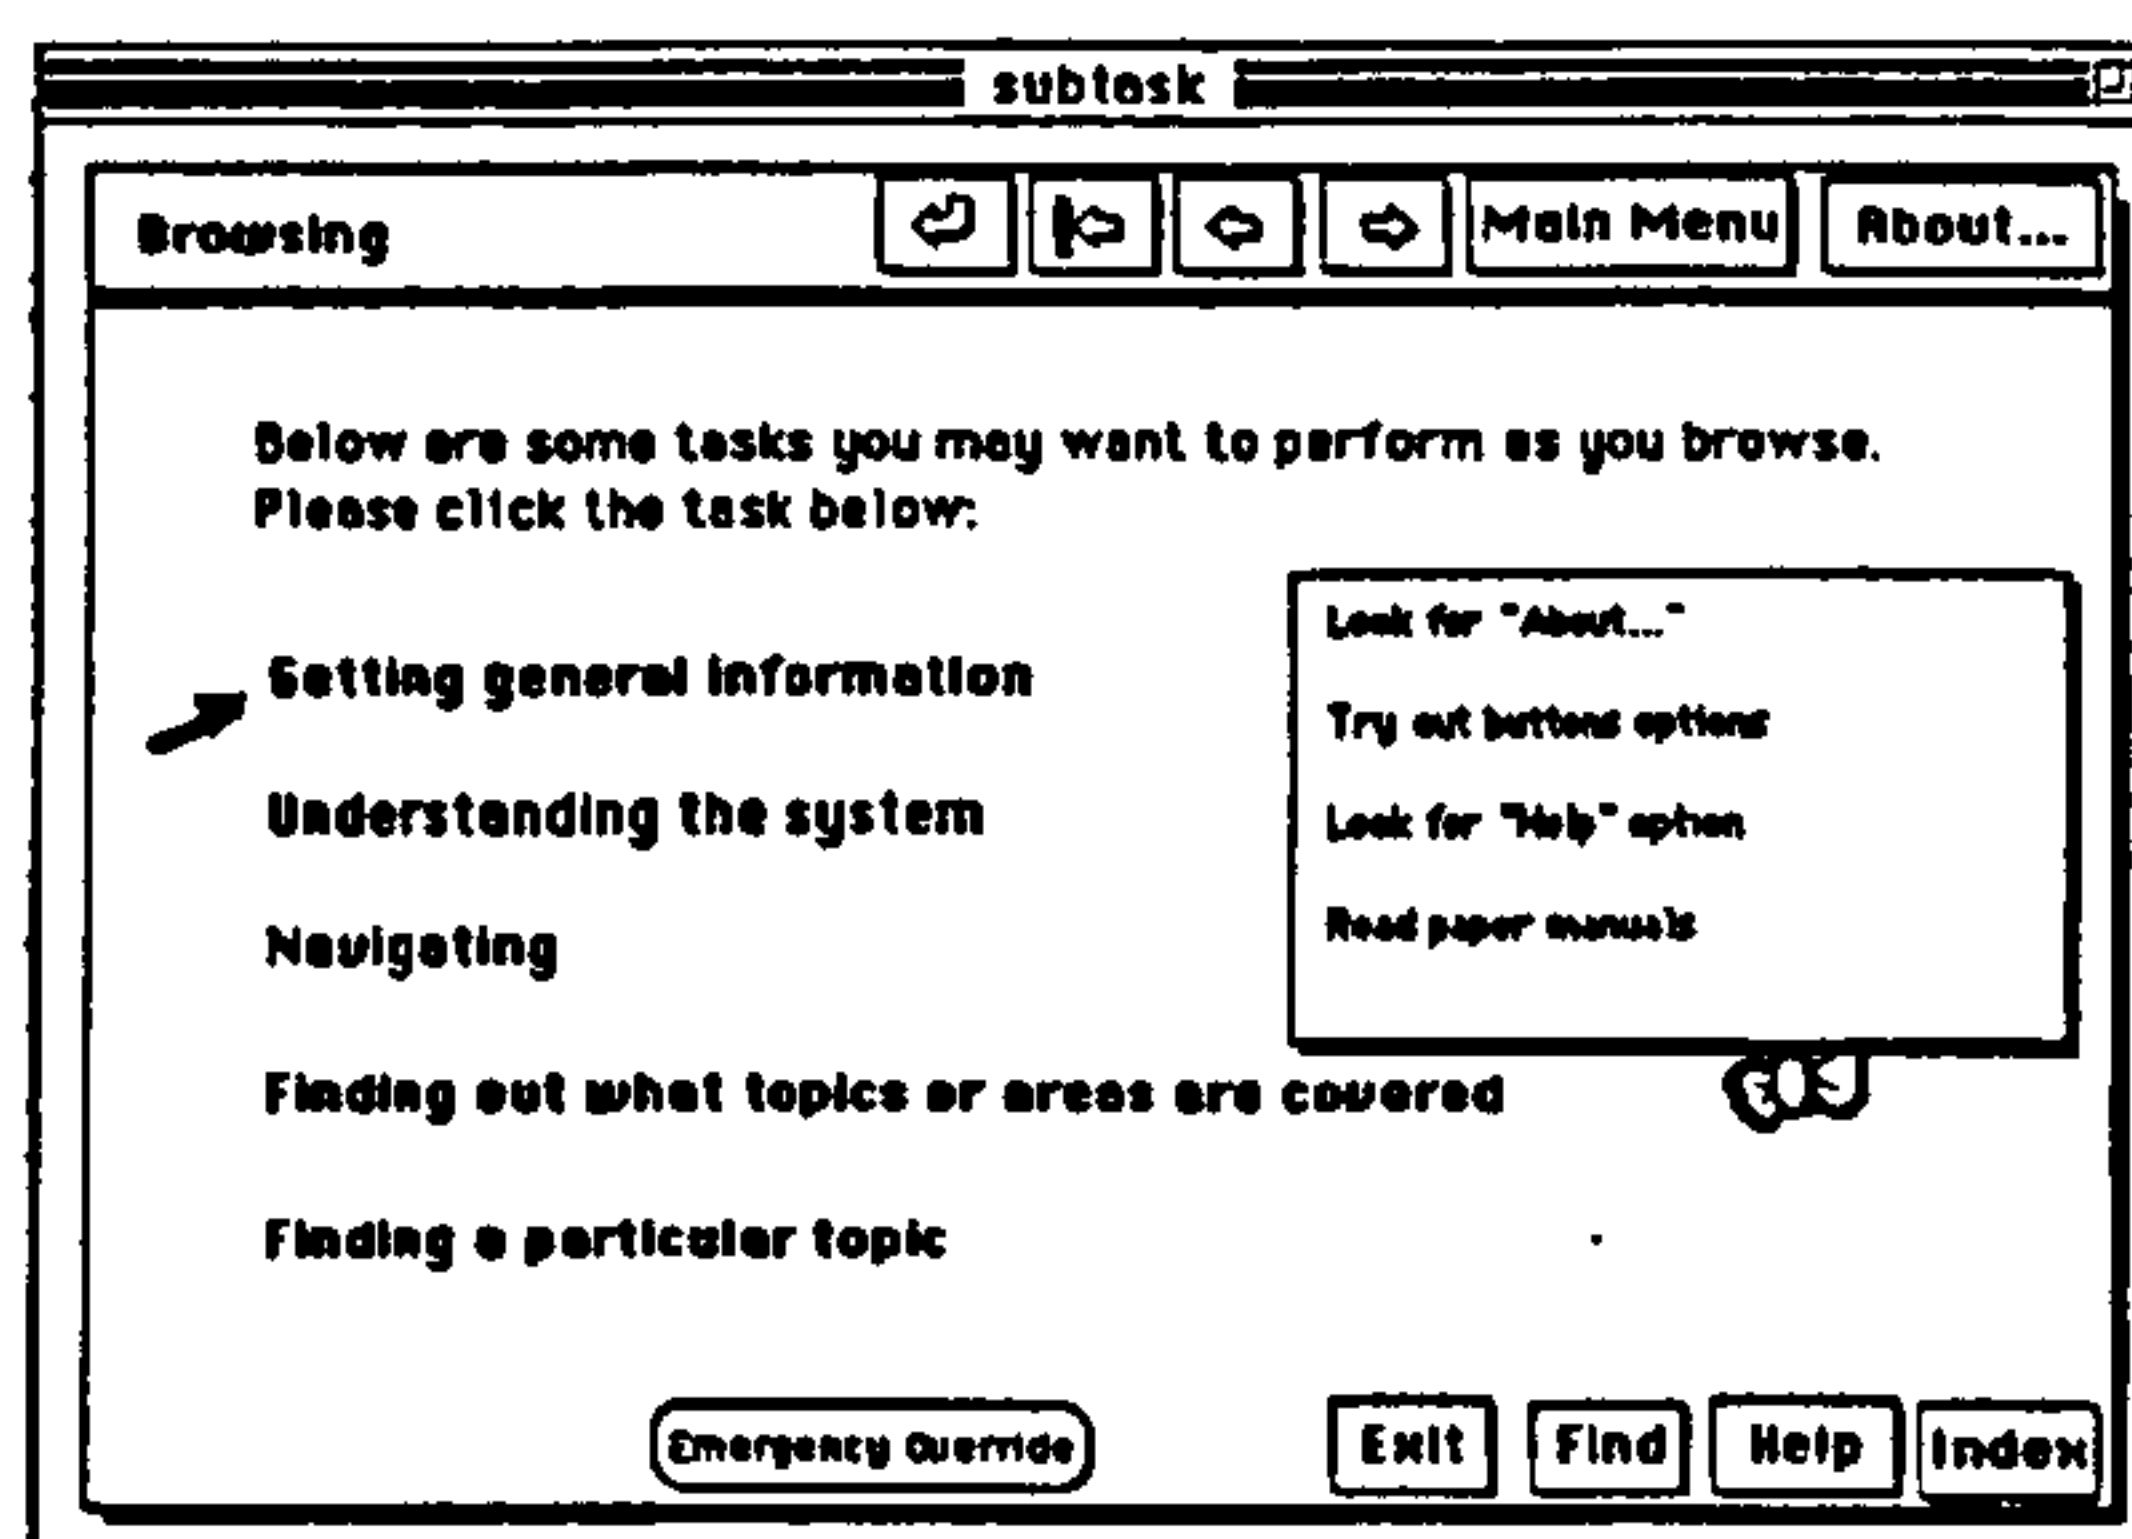 subtask
Browsing
Main Menu
About...
Below are some tasks you may want to perform as you browse.
Please click the task below:
Getting general information
Understanding the system
Navigating
Finding out what topics or areas are covered
Finding a particular topic
Look for "About..."
Try out buttons options
Look for "Help" option
Read paper manuals
Emergency Override
Exit
Find
Help
Index